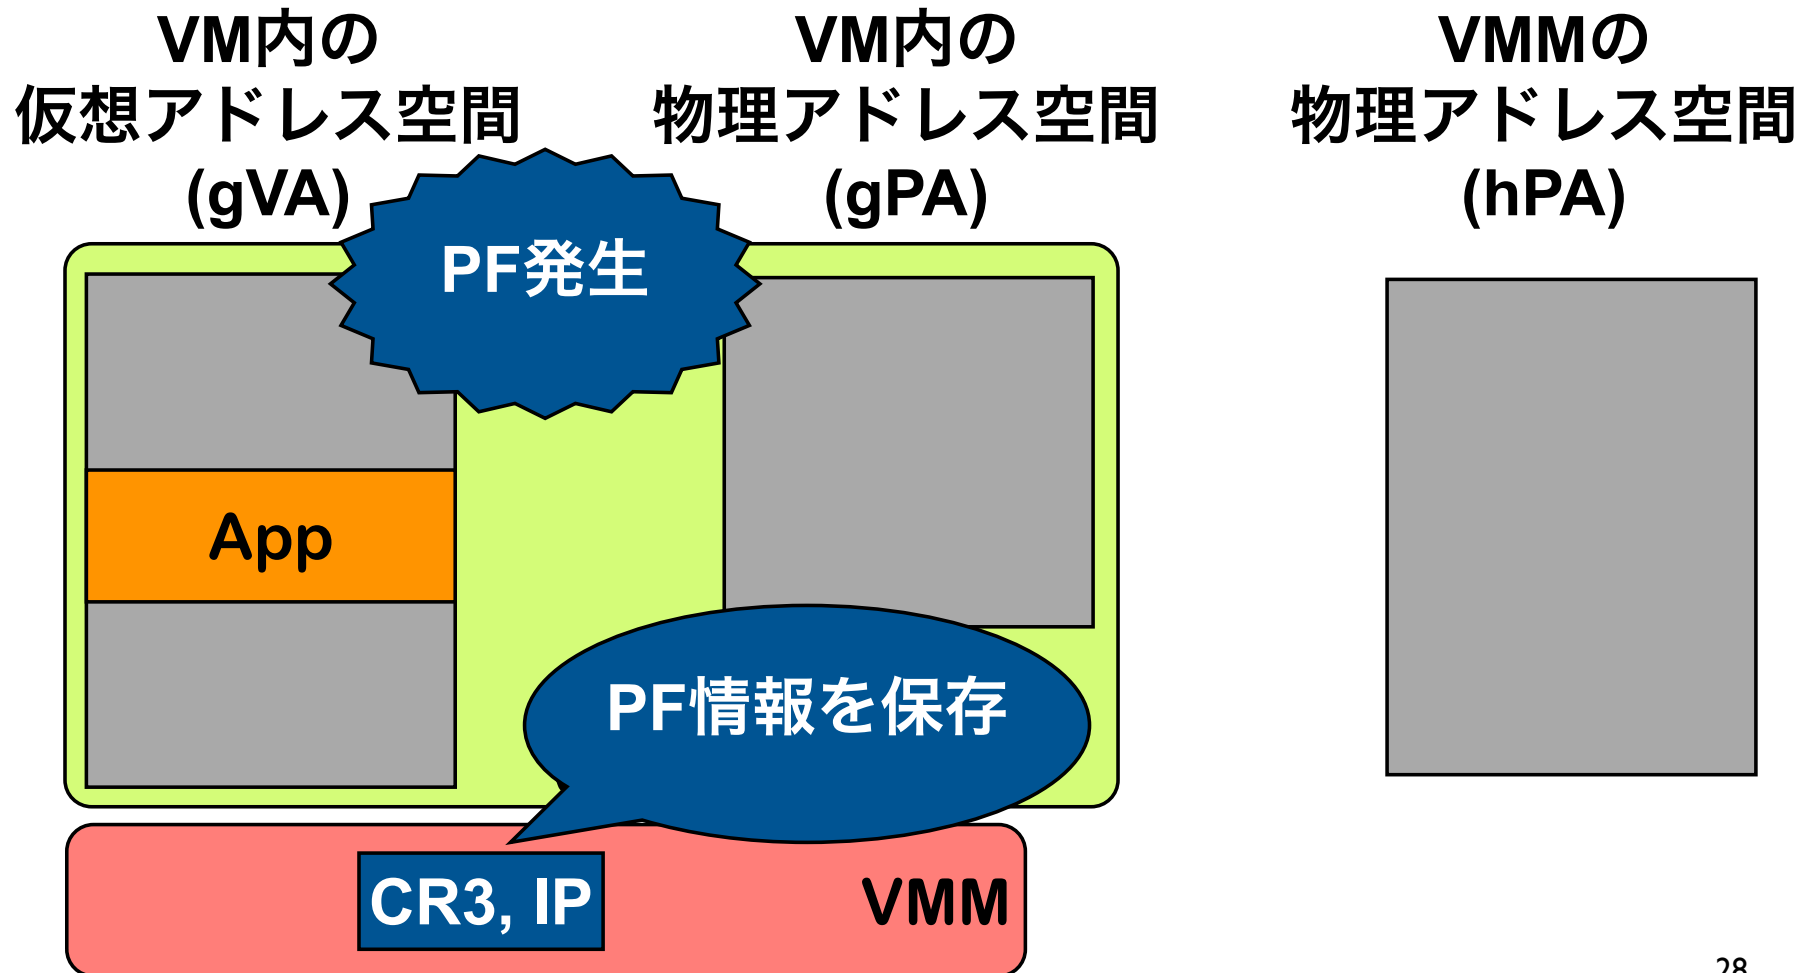 VM内の
仮想アドレス空間
(gVA)
VM内の
物理アドレス空間
(gPA)
VMMの
物理アドレス空間
(hPA)
PF発生
App
PF情報を保存
CR3, IP
VMM
28